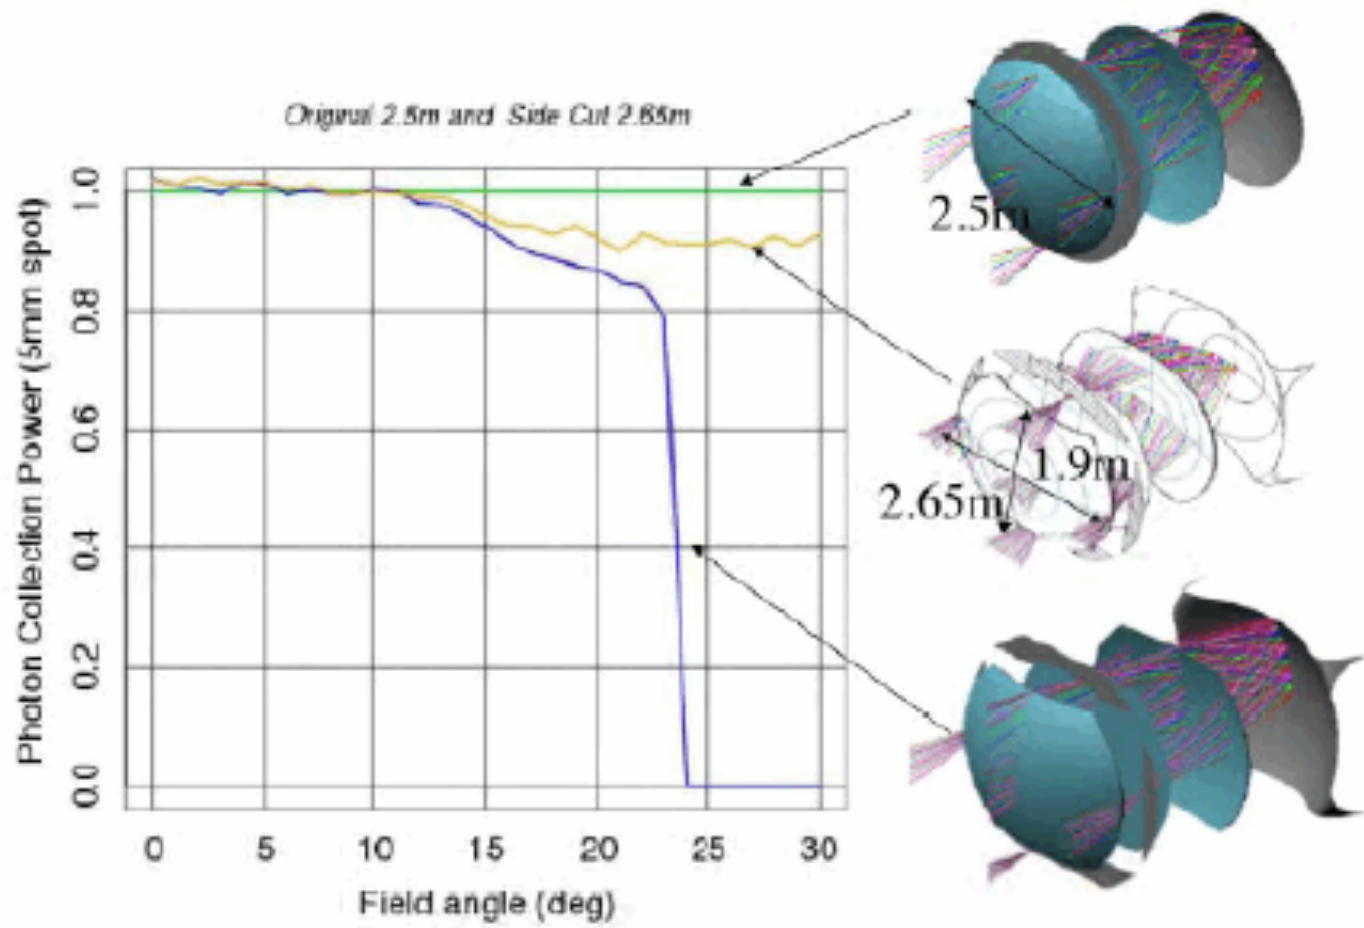 Original 2.5m and Side Cut 2.65m
Photon Collection Power (5mm spot)
1.0
0.8
0.6
0.4
0.2
0.0
0 5 10 15 20 25 30
Field angle (deg)
2.5m
1.9m
2.65m